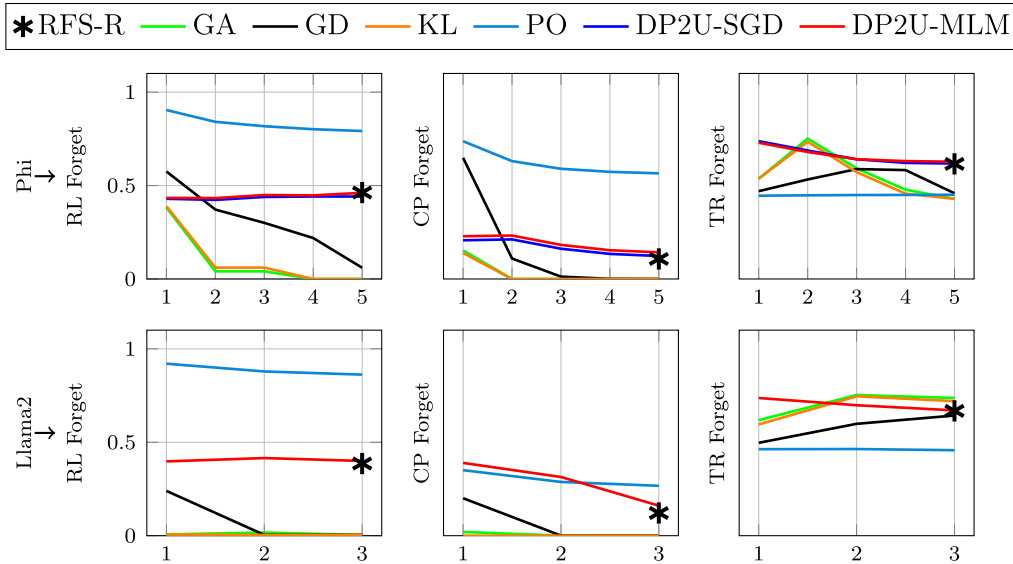 RFS-R GA GD KL PO DP2U-SGD DP2U-MLM
Phi →
RL Forget
1
0.5
0
1 2 3 4 5
CP Forget
1 2 3 4 5
TR Forget
1 2 3 4 5
Llama2 →
RL Forget
1
0.5
0
1 2 3
CP Forget
1 2 3
TR Forget
1 2 3